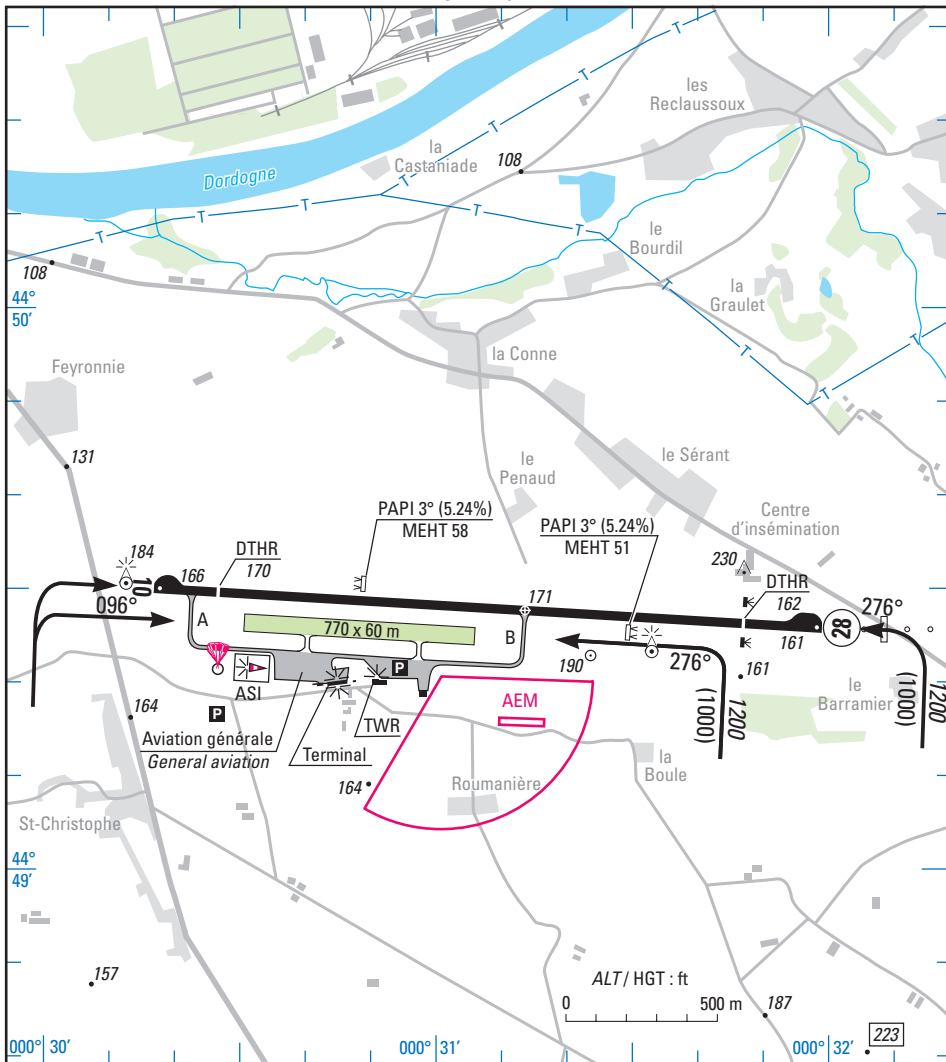 les
Reclaussoux
la
Castaniade
108
Dordogne
T
T
T
T
T
T
T
T
T
T
T
le
Bourdil
108
la
Graulet
44°
50'
la Conne
Feyronnie
131
le Sérant
le
Penaud
Centre
d'insémination
PAPI 3° (5.24%)
MEHT 58
PAPI 3° (5.24%)
MEHT 51
184
DTHR
170
166
10
230
DTHR
162
171
096°
276°
28
161
A
770 x 60 m
B
190
276°
161
P
ASI
AEM
le
Barramier
1200
(1000)
1200
(1000)
164
P
Aviation générale
General aviation
Terminal
TWR
la
Boule
164
Roumanière
St-Christophe
44°
49'
157
ALT / HGT : ft
0
500 m
187
223
000° 30'
000° 31'
000° 32'